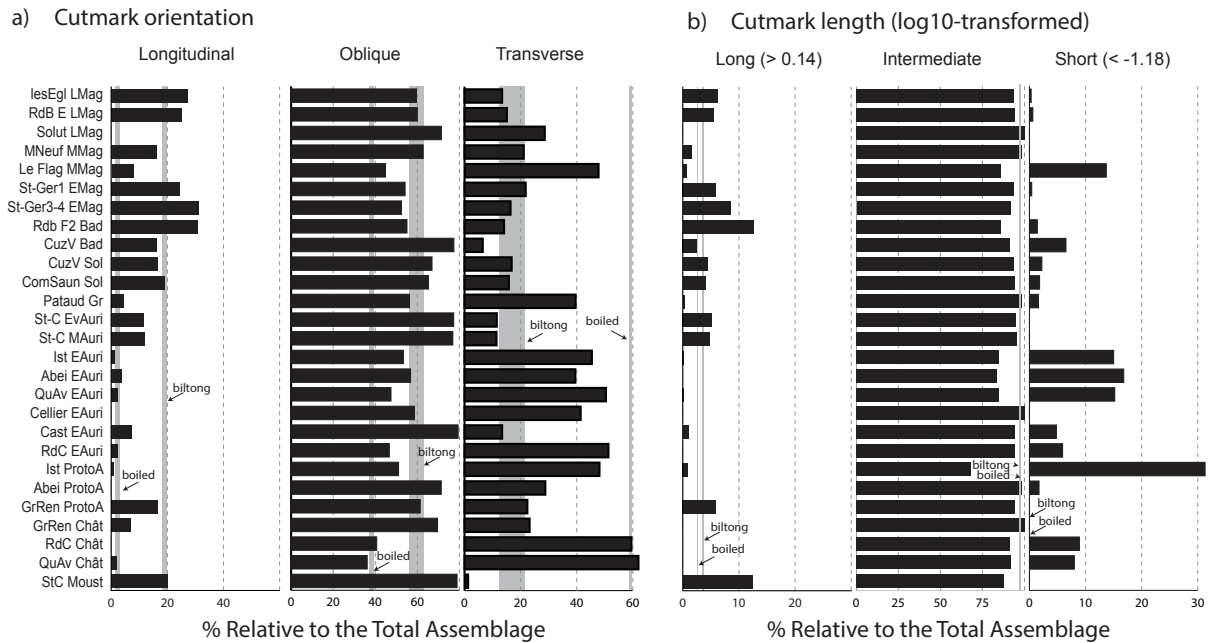 a) Cutmark orientation
b) Cutmark length (log10-transformed)
Longitudinal
Oblique
Transverse
Long (> 0.14)
Intermediate
Short (< -1.18)
IesEgl LMag
RdB E LMag
Solut LMag
MNeuf MMag
Le Flag MMag
St-Ger1 EMag
St-Ger3-4 EMag
Rdb F2 Bad
CuzV Bad
CuzV Sol
ComSaun Sol
Pataud Gr
St-C EvAuri
St-C MAuri
Ist EAuri
Abei EAuri
QuAv EAuri
Cellier EAuri
Cast EAuri
RdC EAuri
Ist ProtoA
Abei ProtoA
GrRen ProtoA
GrRen Chât
RdC Chât
QuAv Chât
StC Moust
biltong
boiled
biltong
boiled
biltong
boiled
biltong
boiled
biltong
boiled
biltong
boiled
0 20 40 60
0 20 40 60
0 20 40 60
0 10 20 30
0 25 50 75
0 10 20 30
% Relative to the Total Assemblage
% Relative to the Total Assemblage